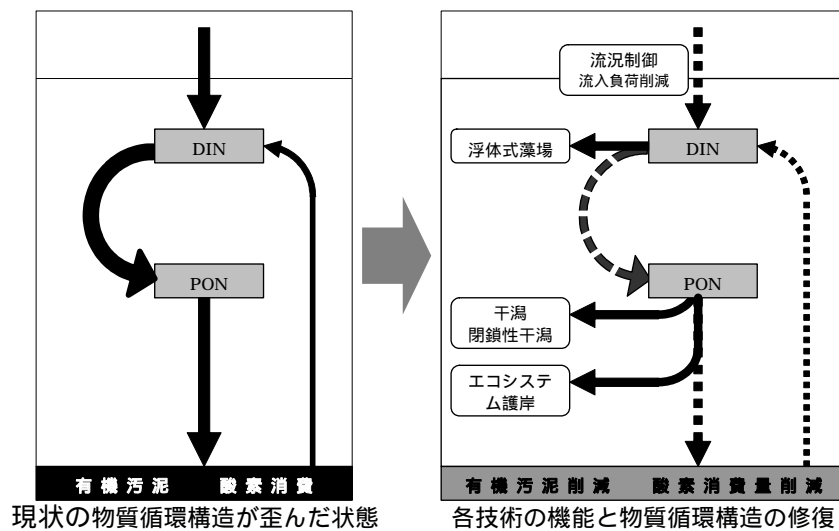 DIN
PON
有機汚泥 酸素消費
現状の物質循環構造が歪んだ状態
流況制御
流入負荷削減
浮体式藻場
DIN
PON
干潟
閉鎖性干潟
エコシステ
ム護岸
有機汚泥削減 酸素消費量削減
各技術の機能と物質循環構造の修復